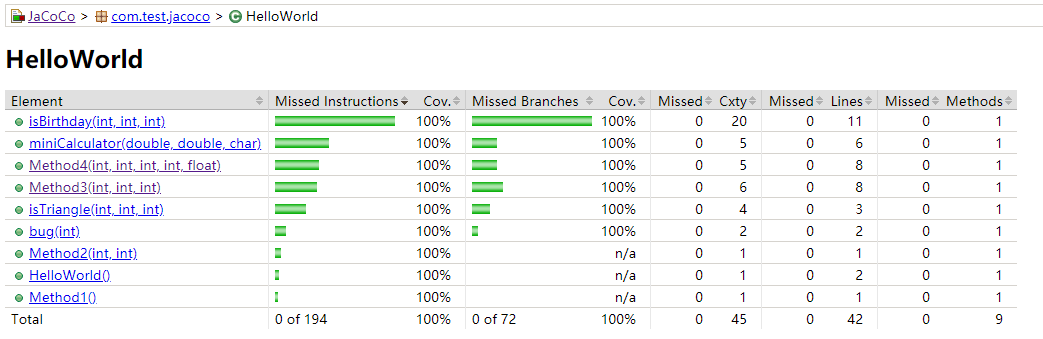 JaCoCo > com.test.jacoco > HelloWorld
HelloWorld
Element Missed Instructions Cov. Missed Branches Cov. Missed Cxty Missed Lines Missed Methods
isBirthday(int, int, int) 100% 100% 0 20 0 11 0 1
miniCalculator(double, double, char) 100% 100% 0 5 0 6 0 1
Method4(int, int, int, int, float) 100% 100% 0 5 0 8 0 1
Method3(int, int, int) 100% 100% 0 6 0 8 0 1
isTriangle(int, int, int) 100% 100% 0 4 0 3 0 1
bug(int) 100% 100% 0 2 0 2 0 1
Method2(int, int) 100% n/a 0 1 0 1 0 1
HelloWorld() 100% n/a 0 1 0 2 0 1
Method1() 100% n/a 0 1 0 1 0 1
Total 0 of 194 100% 0 of 72 100% 0 45 0 42 0 9